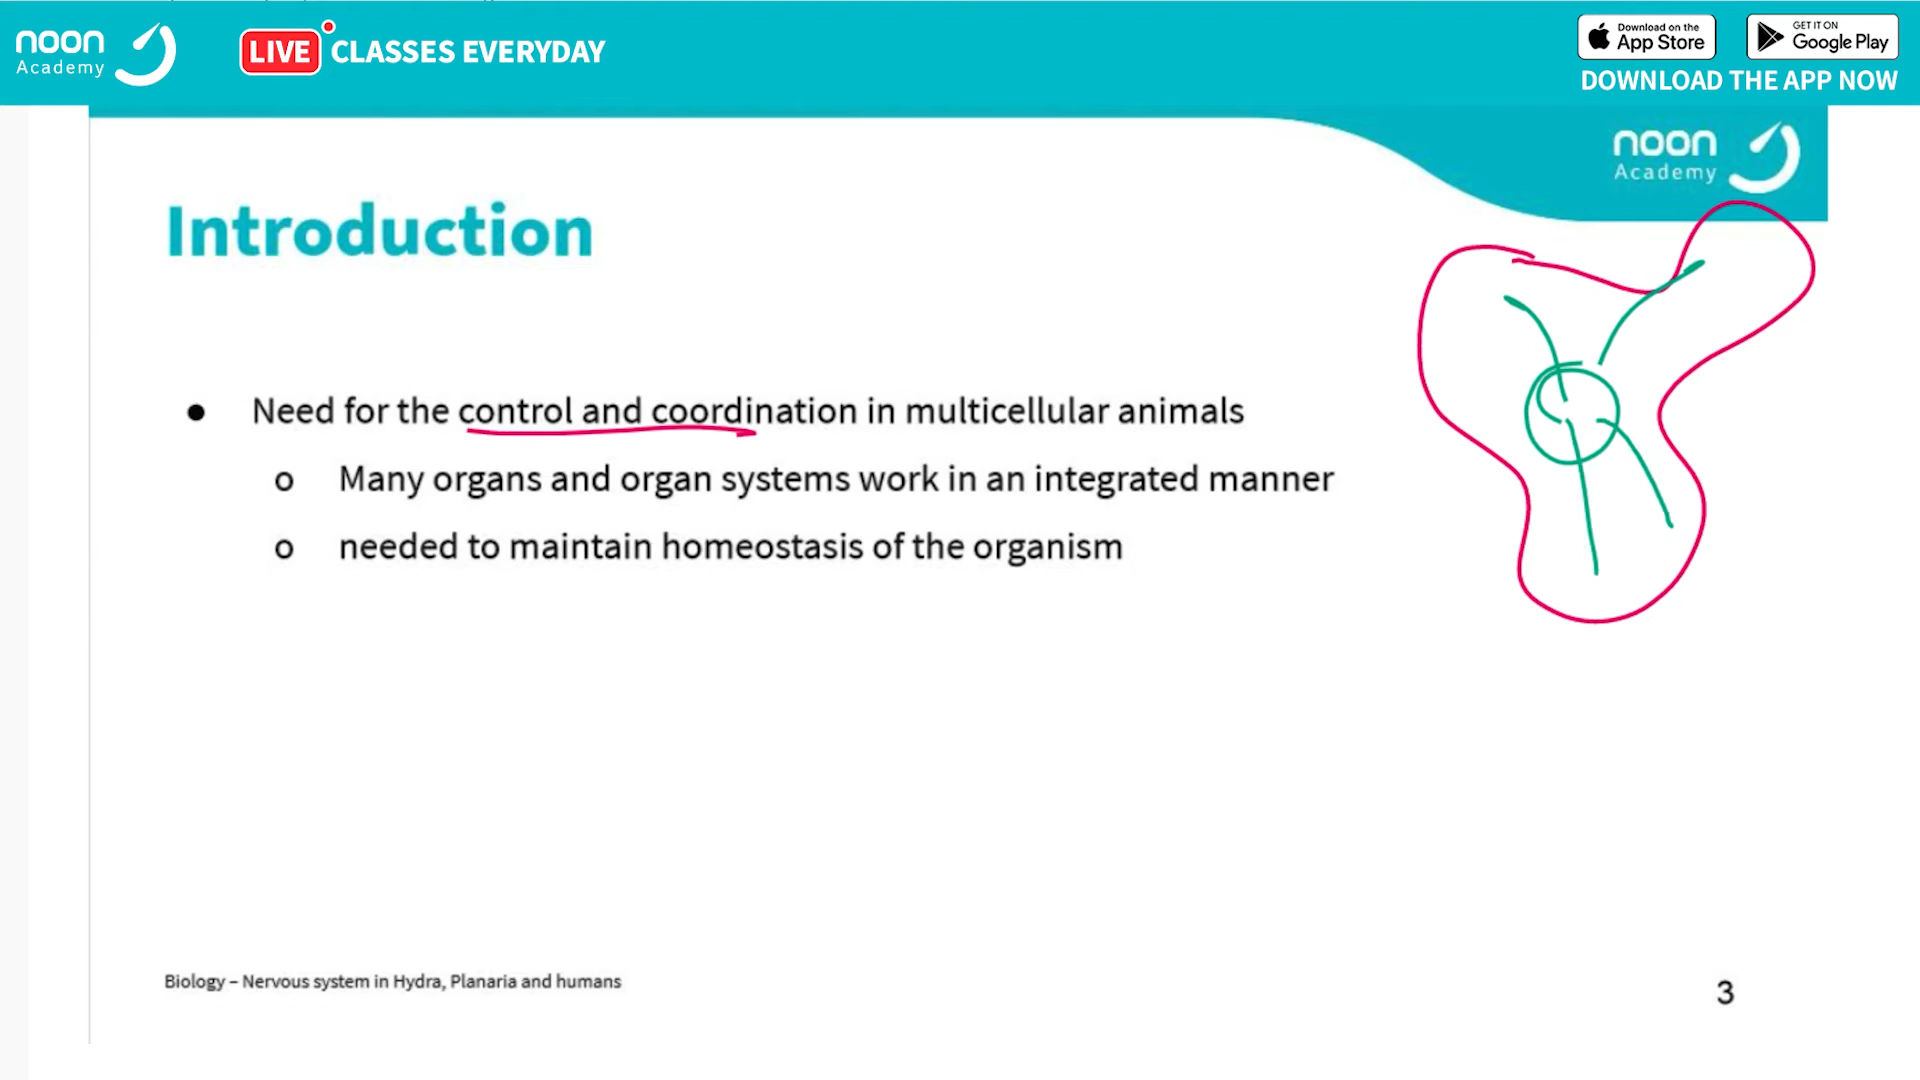 noon
Academy
LIVE CLASSES EVERYDAY
Download on the
App Store
GET IT ON
Google Play
DOWNLOAD THE APP NOW
noon
Academy
Introduction
● Need for the control and coordination in multicellular animals
o Many organs and organ systems work in an integrated manner
o needed to maintain homeostasis of the organism
Biology – Nervous system in Hydra, Planaria and humans
3